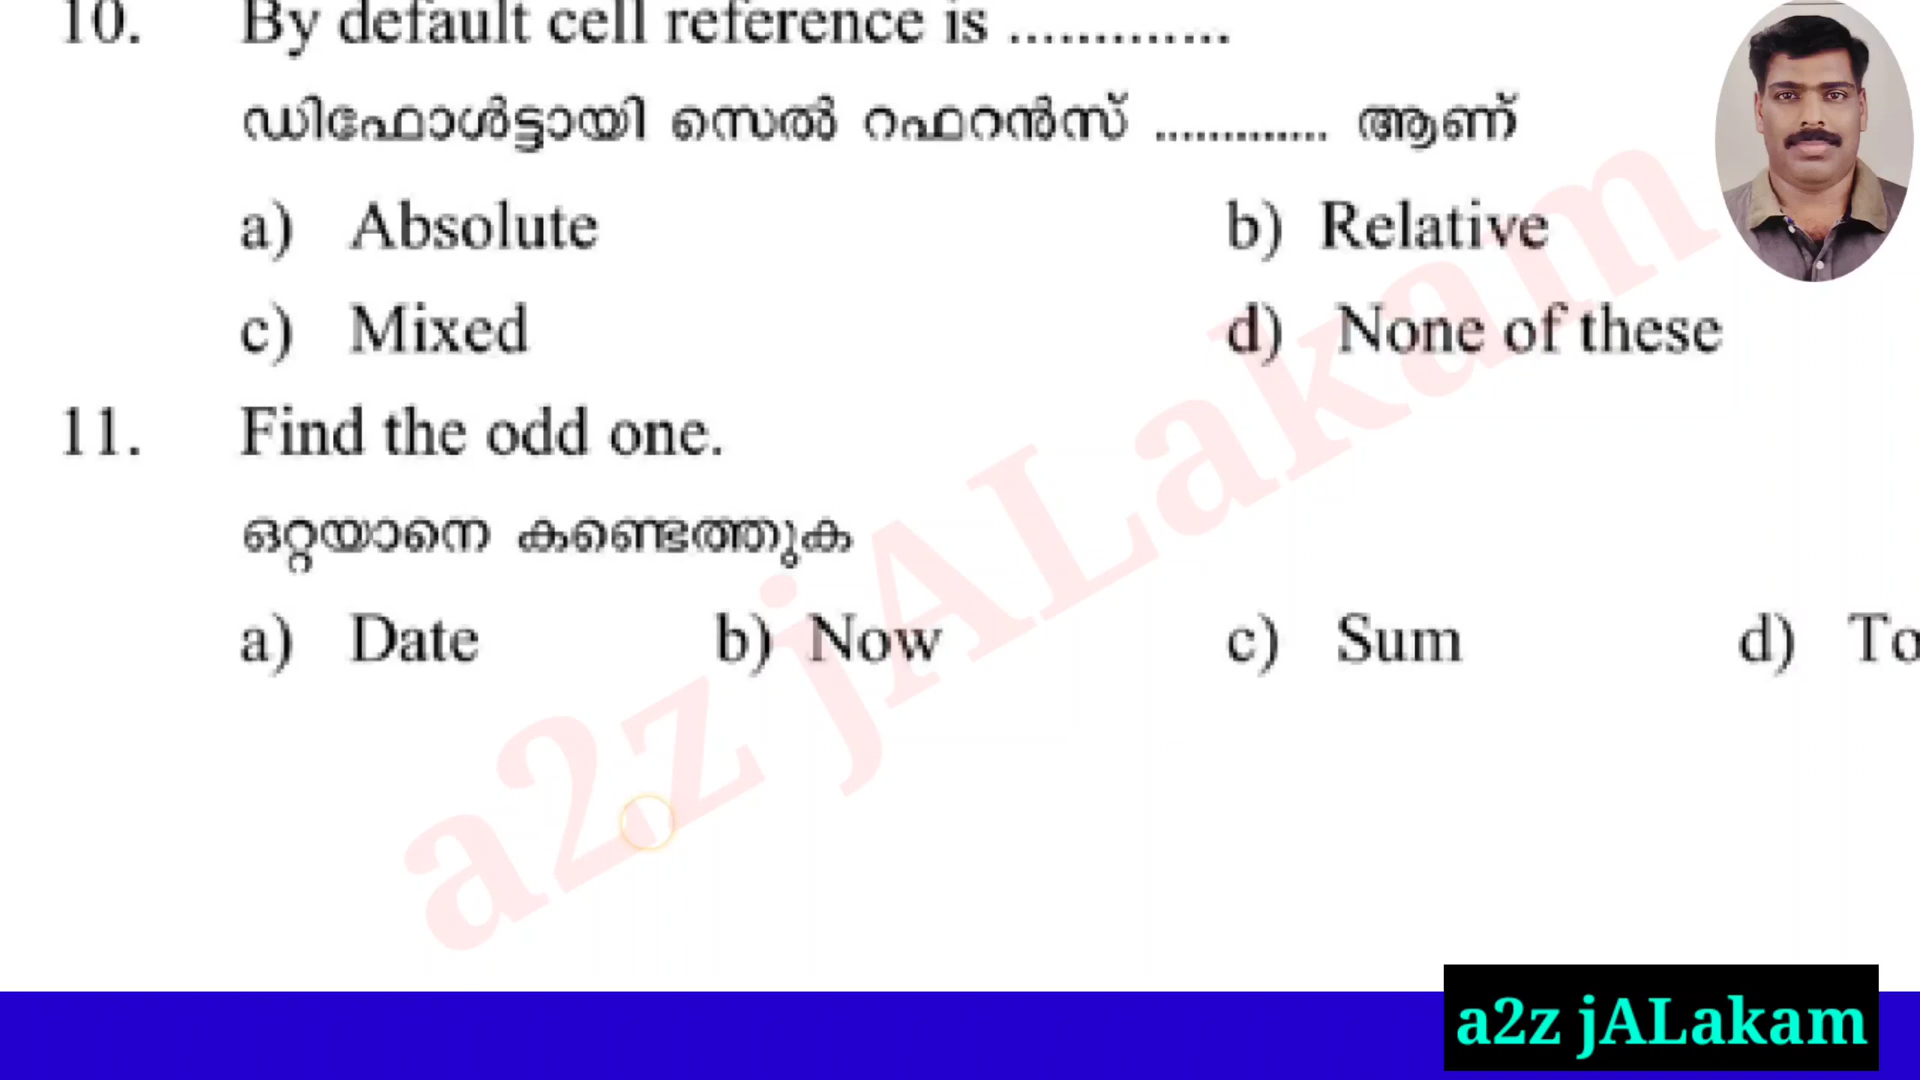 10. By default cell reference is .............
ഡിഫോൾട്ടായി സെൽ റഫറൻസ് ............. ആണ്
a) Absolute b) Relative
c) Mixed d) None of these
11. Find the odd one.
ഒറ്റയാനെ കണ്ടെത്തുക
a) Date b) Now c) Sum d) To
a2z jALakam
a2z jALakam